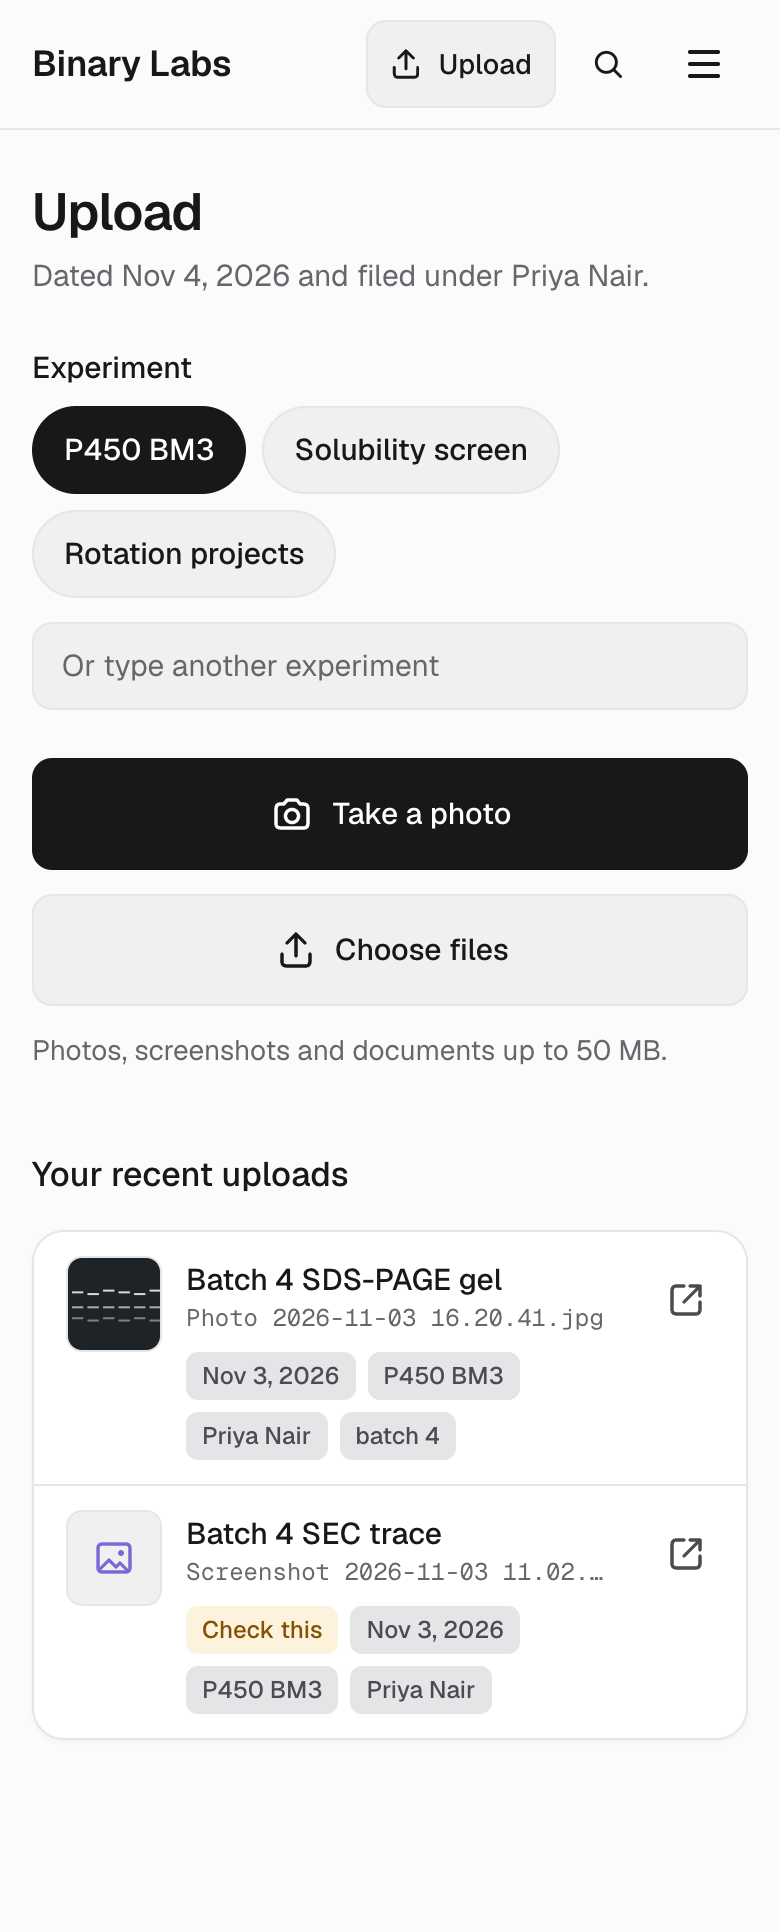 Binary Labs
Upload
Upload
Dated Nov 4, 2026 and filed under Priya Nair.
Experiment
P450 BM3
Solubility screen
Rotation projects
Or type another experiment
Take a photo
Choose files
Photos, screenshots and documents up to 50 MB.
Your recent uploads
Batch 4 SDS-PAGE gel
Photo 2026-11-03 16.20.41.jpg
Nov 3, 2026
P450 BM3
Priya Nair
batch 4
Batch 4 SEC trace
Screenshot 2026-11-03 11.02.…
Check this
Nov 3, 2026
P450 BM3
Priya Nair